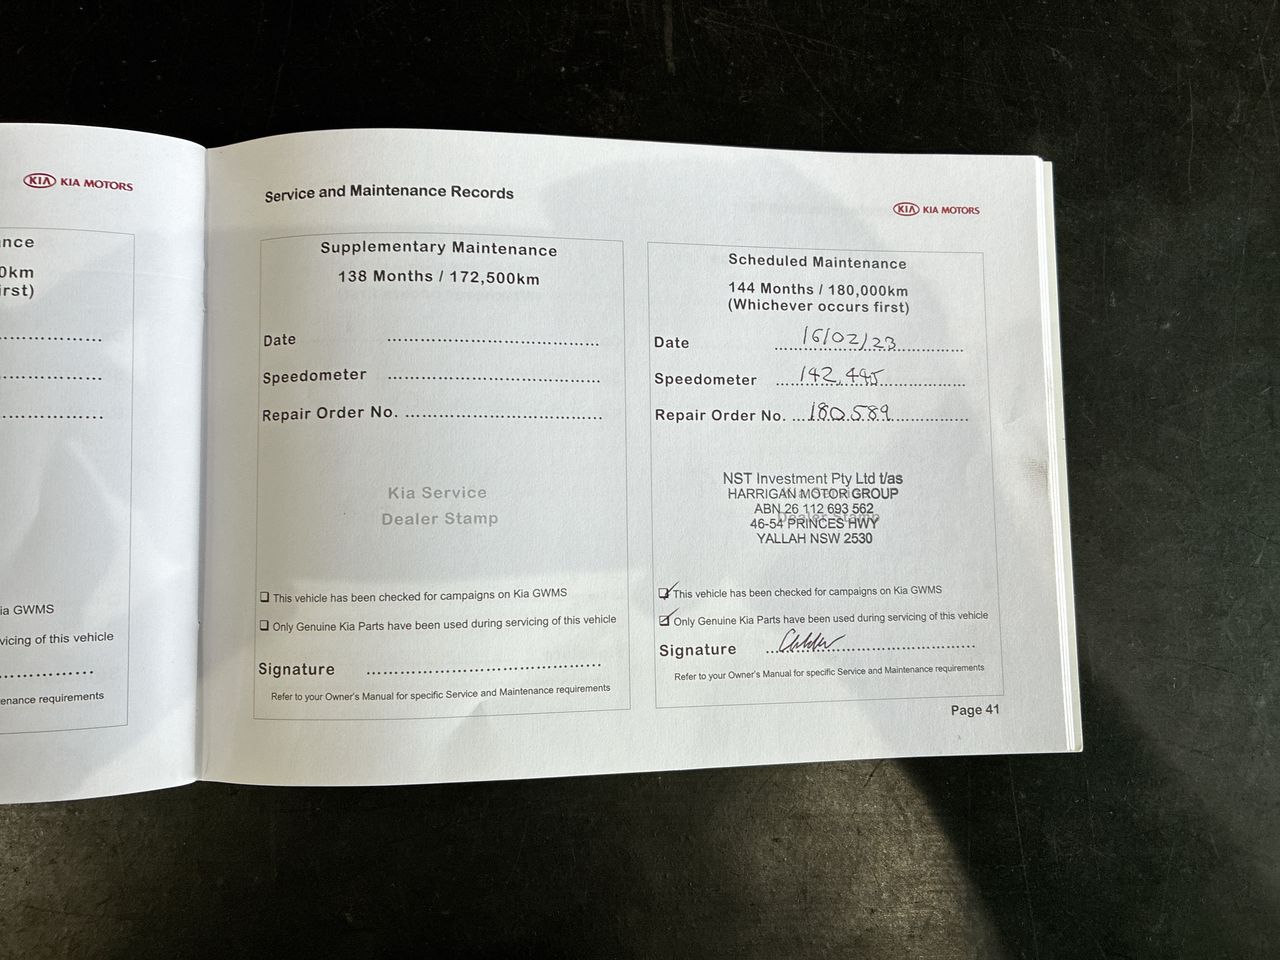 KIA KIA MOTORS
nce
0km
irst)
ia GWMS
vicing of this vehicle
enance requirements
Service and Maintenance Records
KIA KIA MOTORS
Supplementary Maintenance
138 Months / 172,500km
Date
Speedometer
Repair Order No.
Kia Service
Dealer Stamp
This vehicle has been checked for campaigns on Kia GWMS
Only Genuine Kia Parts have been used during servicing of this vehicle
Signature
Refer to your Owner's Manual for specific Service and Maintenance requirements
Scheduled Maintenance
144 Months / 180,000km
(Whichever occurs first)
Date 16/02/23
Speedometer 142,445
Repair Order No. 180589
NST Investment Pty Ltd t/as
HARRIGAN MOTOR GROUP
ABN 26 112 693 562
46-54 PRINCES HWY
YALLAH NSW 2530
This vehicle has been checked for campaigns on Kia GWMS
Only Genuine Kia Parts have been used during servicing of this vehicle
Signature
Refer to your Owner's Manual for specific Service and Maintenance requirements
Page 41